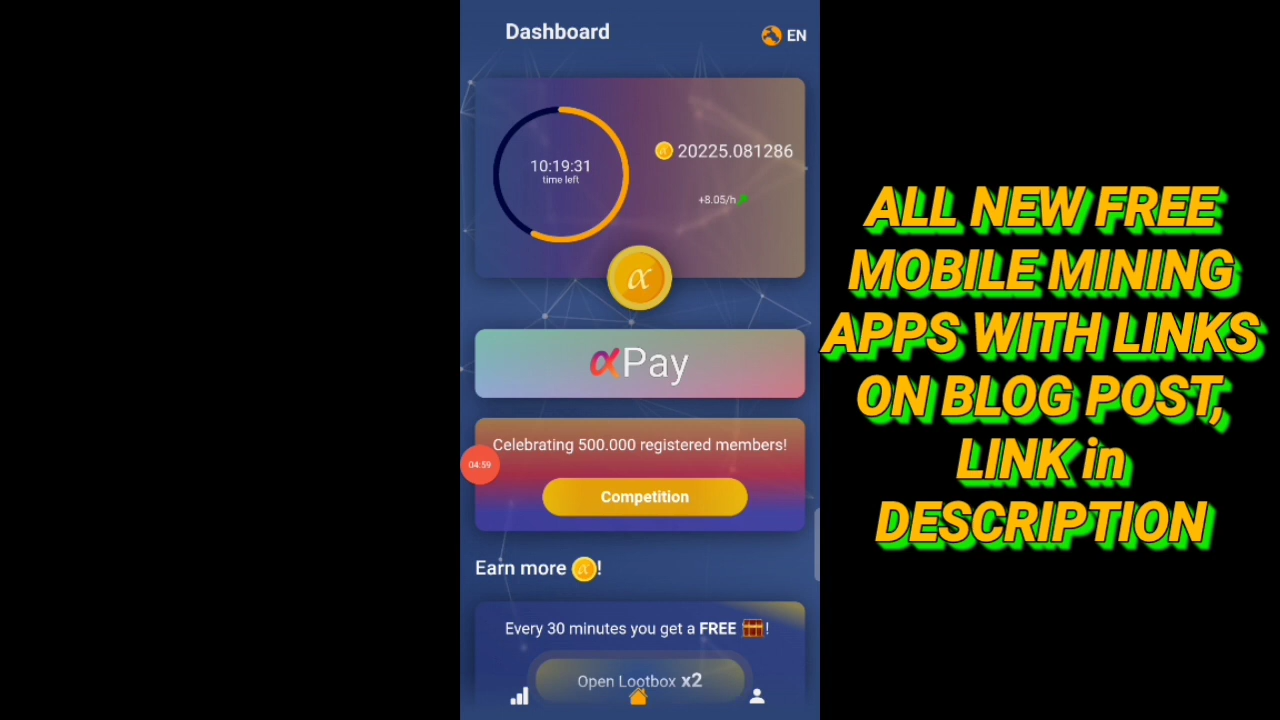 Dashboard
EN
10:19:31
time left
20225.081286
+8.05/h
α
αPay
Celebrating 500.000 registered members!
04:59
Competition
Earn more α!
Every 30 minutes you get a FREE !
Open Lootbox x2
ALL NEW FREE
MOBILE MINING
APPS WITH LINKS
ON BLOG POST,
LINK in
DESCRIPTION